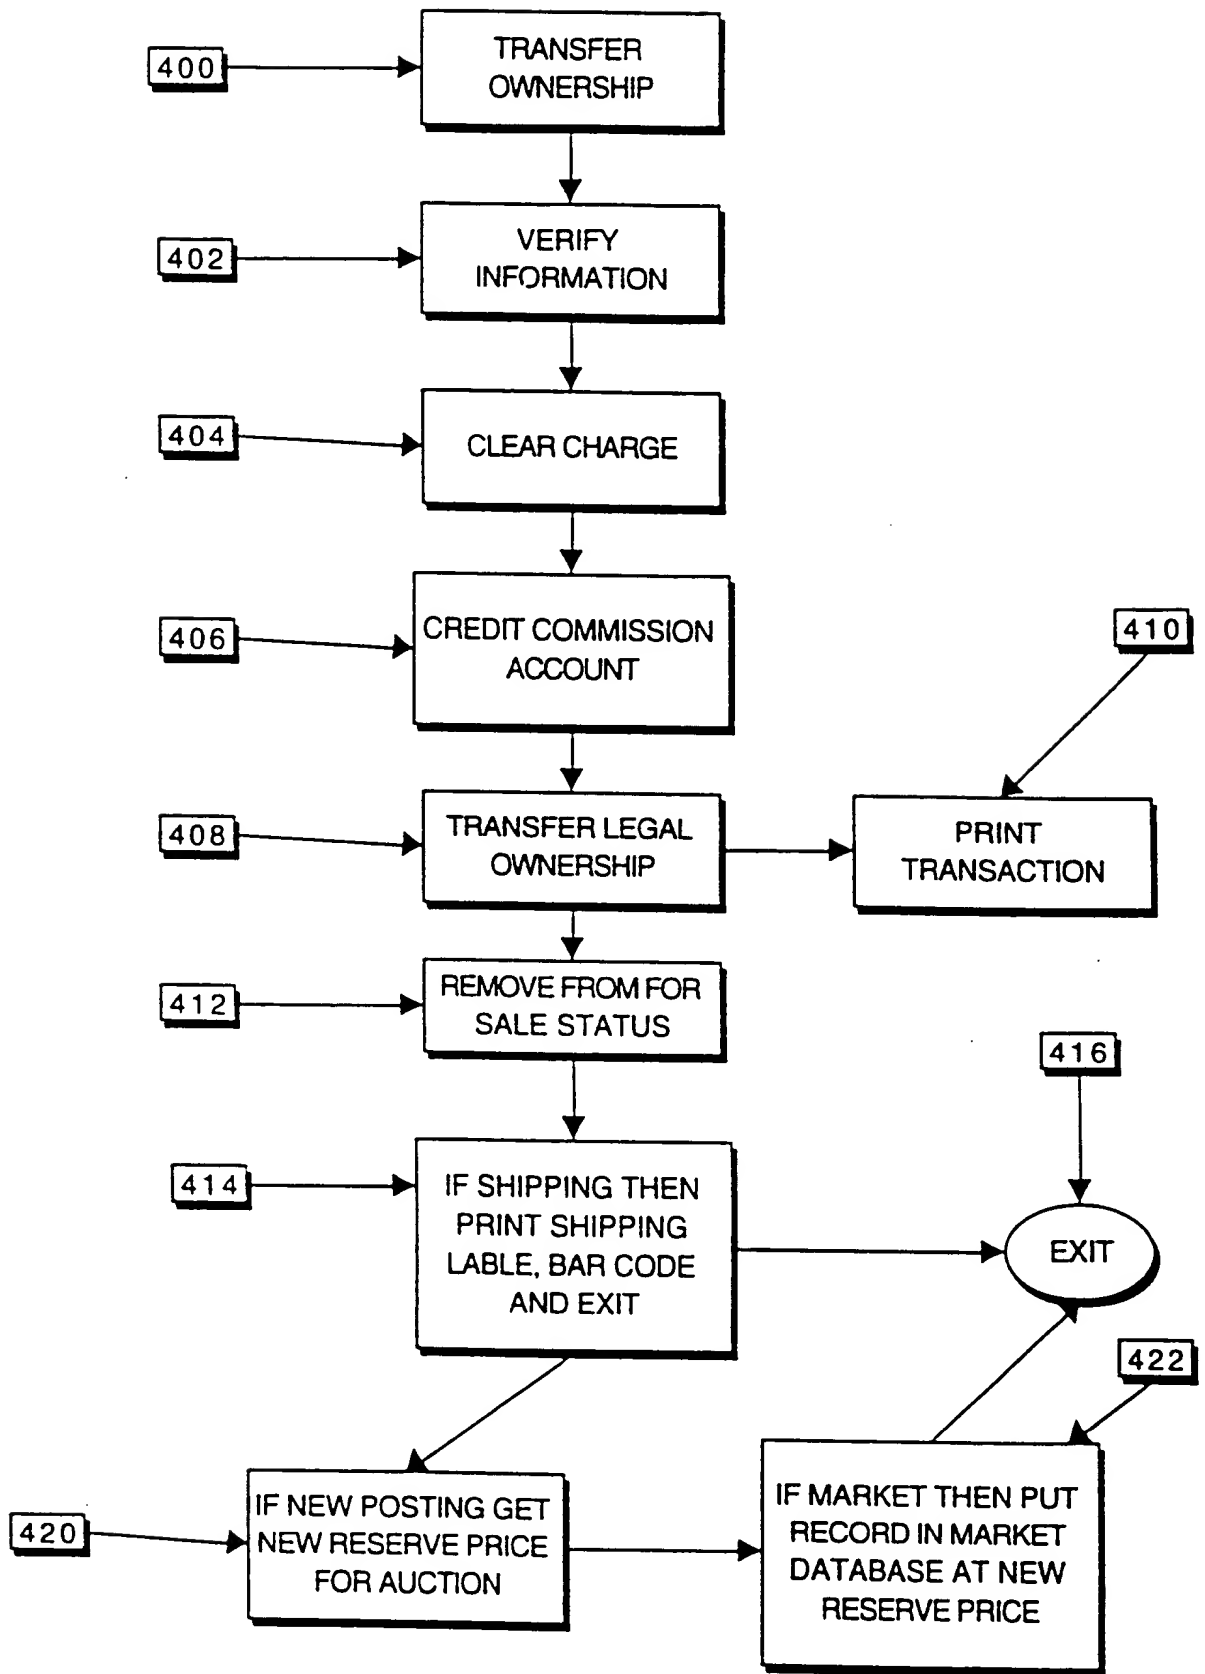 400
TRANSFER
OWNERSHIP
402
VERIFY
INFORMATION
404
CLEAR CHARGE
406
CREDIT COMMISSION
ACCOUNT
410
408
TRANSFER LEGAL
OWNERSHIP
PRINT
TRANSACTION
412
REMOVE FROM FOR
SALE STATUS
416
414
IF SHIPPING THEN
PRINT SHIPPING
LABLE, BAR CODE
AND EXIT
EXIT
422
420
IF NEW POSTING GET
NEW RESERVE PRICE
FOR AUCTION
IF MARKET THEN PUT
RECORD IN MARKET
DATABASE AT NEW
RESERVE PRICE